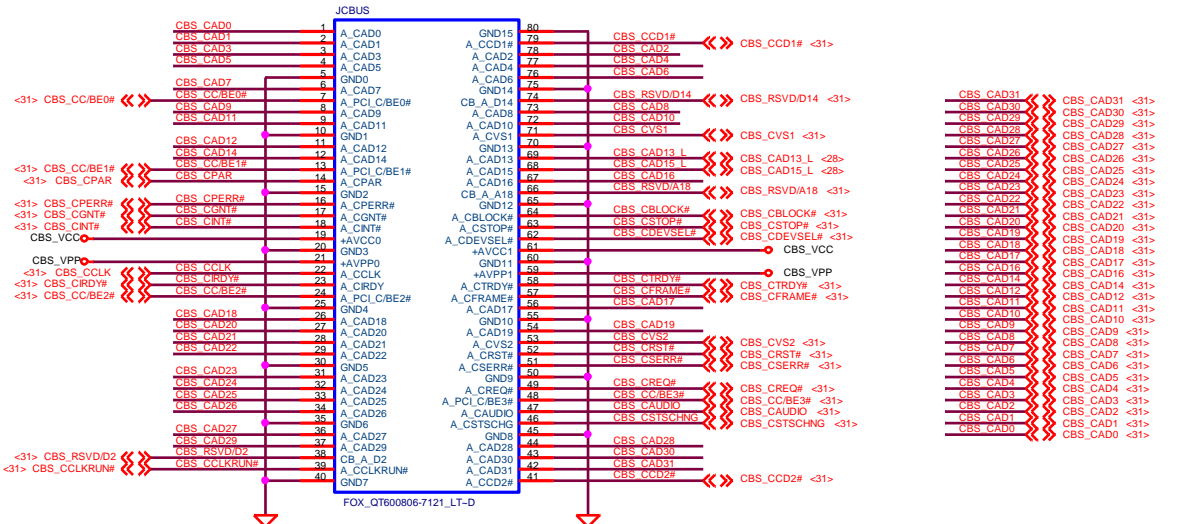 JCBUS
CBS_CAD0 1 A_CAD0
CBS_CAD1 2 A_CAD1
CBS_CAD3 3 A_CAD3
CBS_CAD5 4 A_CAD5
5 GND0
CBS_CAD7 6 A_CAD7
<31> CBS_CC/BE0# CBS_CC/BE0# 7 A_PCI_C/BE0#
CBS_CAD9 8 A_CAD9
CBS_CAD11 9 A_CAD11
10 GND1
CBS_CAD12 11 A_CAD12
CBS_CAD14 12 A_CAD14
<31> CBS_CC/BE1# CBS_CC/BE1# 13 A_PCI_C/BE1#
<31> CBS_CPAR CBS_CPAR 14 A_CPAR
15 GND2
<31> CBS_CPERR# CBS_CPERR# 16 A_CPERR#
<31> CBS_CGNT# CBS_CGNT# 17 A_CGNT#
<31> CBS_CINT# CBS_CINT# 18 A_CINT#
CBS_VCC 19 +AVCC0
20 GND3
CBS_VPP 21 +AVPP0
<31> CBS_CCLK CBS_CCLK 22 A_CCLK
<31> CBS_CIRDY# CBS_CIRDY# 23 A_CIRDY
<31> CBS_CC/BE2# CBS_CC/BE2# 24 A_PCI_C/BE2#
25 GND4
CBS_CAD18 26 A_CAD18
CBS_CAD20 27 A_CAD20
CBS_CAD21 28 A_CAD21
CBS_CAD22 29 A_CAD22
30 GND5
CBS_CAD23 31 A_CAD23
CBS_CAD24 32 A_CAD24
CBS_CAD25 33 A_CAD25
CBS_CAD26 34 A_CAD26
35 GND6
CBS_CAD27 36 A_CAD27
CBS_CAD29 37 A_CAD29
<31> CBS_RSVD/D2 CBS_RSVD/D2 38 CB_A_D2
<31> CBS_CCLKRUN# CBS_CCLKRUN# 39 A_CCLKRUN#
40 GND7
GND15 80
A_CCD1# 79 CBS_CCD1# CBS_CCD1# <31>
A_CAD2 78 CBS_CAD2
A_CAD4 77 CBS_CAD4
A_CAD6 76 CBS_CAD6
GND14 75
CB_A_D14 74 CBS_RSVD/D14 CBS_RSVD/D14 <31>
A_CAD8 73 CBS_CAD8
A_CAD10 72 CBS_CAD10
A_CVS1 71 CBS_CVS1 CBS_CVS1 <31>
GND13 70
A_CAD13 69 CBS_CAD13_L CBS_CAD13_L <28>
A_CAD15 68 CBS_CAD15_L CBS_CAD15_L <28>
A_CAD16 67 CBS_CAD16
CB_A_A18 66 CBS_RSVD/A18 CBS_RSVD/A18 <31>
GND12 65
A_CBLOCK# 64 CBS_CBLOCK# CBS_CBLOCK# <31>
A_CSTOP# 63 CBS_CSTOP# CBS_CSTOP# <31>
A_CDEVSEL# 62 CBS_CDEVSEL# CBS_CDEVSEL# <31>
+AVCC1 61 CBS_VCC
GND11 60
+AVPP1 59 CBS_VPP
A_CTRDY# 58 CBS_CTRDY# CBS_CTRDY# <31>
A_CFRAME# 57 CBS_CFRAME# CBS_CFRAME# <31>
A_CAD17 56 CBS_CAD17
GND10 55
A_CAD19 54 CBS_CAD19
A_CVS2 53 CBS_CVS2 CBS_CVS2 <31>
A_CRST# 52 CBS_CRST# CBS_CRST# <31>
A_CSERR# 51 CBS_CSERR# CBS_CSERR# <31>
GND9 50
A_CREQ# 49 CBS_CREQ# CBS_CREQ# <31>
A_PCI_C/BE3# 48 CBS_CC/BE3# CBS_CC/BE3# <31>
A_CAUDIO 47 CBS_CAUDIO CBS_CAUDIO <31>
A_CSTSCHG 46 CBS_CSTSCHNG CBS_CSTSCHNG <31>
GND8 45
A_CAD28 44 CBS_CAD28
A_CAD30 43 CBS_CAD30
A_CAD31 42 CBS_CAD31
A_CCD2# 41 CBS_CCD2# CBS_CCD2# <31>
FOX_QT600806-7121_LT~D
CBS_CAD31 CBS_CAD31 <31>
CBS_CAD30 CBS_CAD30 <31>
CBS_CAD29 CBS_CAD29 <31>
CBS_CAD28 CBS_CAD28 <31>
CBS_CAD27 CBS_CAD27 <31>
CBS_CAD26 CBS_CAD26 <31>
CBS_CAD25 CBS_CAD25 <31>
CBS_CAD24 CBS_CAD24 <31>
CBS_CAD23 CBS_CAD23 <31>
CBS_CAD22 CBS_CAD22 <31>
CBS_CAD21 CBS_CAD21 <31>
CBS_CAD20 CBS_CAD20 <31>
CBS_CAD19 CBS_CAD19 <31>
CBS_CAD18 CBS_CAD18 <31>
CBS_CAD17 CBS_CAD17 <31>
CBS_CAD16 CBS_CAD16 <31>
CBS_CAD14 CBS_CAD14 <31>
CBS_CAD12 CBS_CAD12 <31>
CBS_CAD11 CBS_CAD11 <31>
CBS_CAD10 CBS_CAD10 <31>
CBS_CAD9 CBS_CAD9 <31>
CBS_CAD8 CBS_CAD8 <31>
CBS_CAD7 CBS_CAD7 <31>
CBS_CAD6 CBS_CAD6 <31>
CBS_CAD5 CBS_CAD5 <31>
CBS_CAD4 CBS_CAD4 <31>
CBS_CAD3 CBS_CAD3 <31>
CBS_CAD2 CBS_CAD2 <31>
CBS_CAD1 CBS_CAD1 <31>
CBS_CAD0 CBS_CAD0 <31>